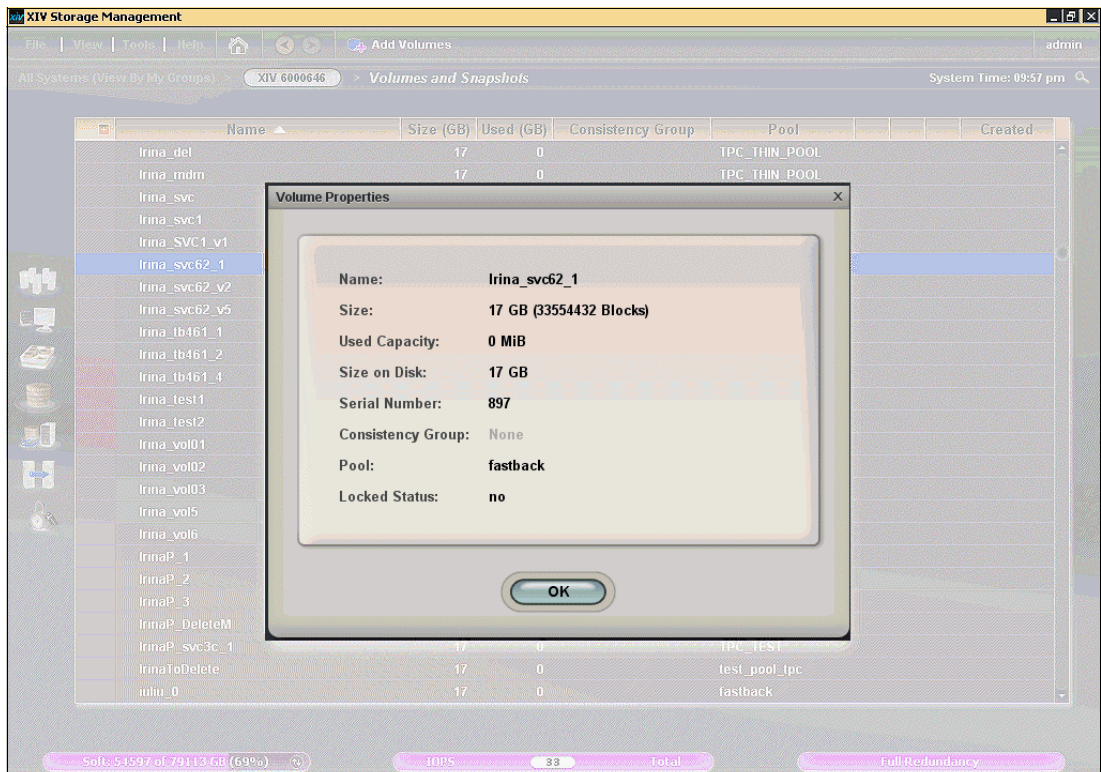 XIV XIV Storage Management
File View Tools Help Add Volumes admin
All Systems (View By My Groups) > XIV 6000646 > Volumes and Snapshots System Time: 09:57 pm
Name Size (GB) Used (GB) Consistency Group Pool Created
Irina_del 17 0 TPC_THIN_POOL
Irina_mdm 17 0 TPC_THIN_POOL
Irina_svc
Irina_svc1
Irina_SVC1_v1
Irina_svc62_1
Irina_svc62_v2
Irina_svc62_v5
Irina_tb461_1
Irina_tb461_2
Irina_tb461_4
Irina_test1
Irina_test2
Irina_vol01
Irina_vol02
Irina_vol03
Irina_vol5
Irina_vol6
IrinaP_1
IrinaP_2
IrinaP_3
IrinaP_DeleteM
IrinaP_svc3c_1 17 0 TPC_TEST
IrinaToDelete 17 0 test_pool_tpc
iuliu_0 17 0 fastback
Volume Properties X
Name: Irina_svc62_1
Size: 17 GB (33554432 Blocks)
Used Capacity: 0 MiB
Size on Disk: 17 GB
Serial Number: 897
Consistency Group: None
Pool: fastback
Locked Status: no
OK
Soft: 54597 of 79113 GB (69%) IOPS 33 Total Full Redundancy